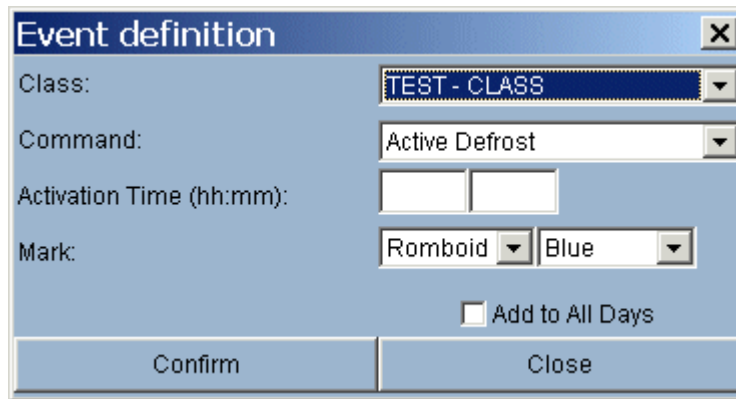 Event definition
Class: TEST - CLASS
Command: Active Defrost
Activation Time (hh:mm):
Mark: Romboid Blue
Add to All Days
Confirm Close